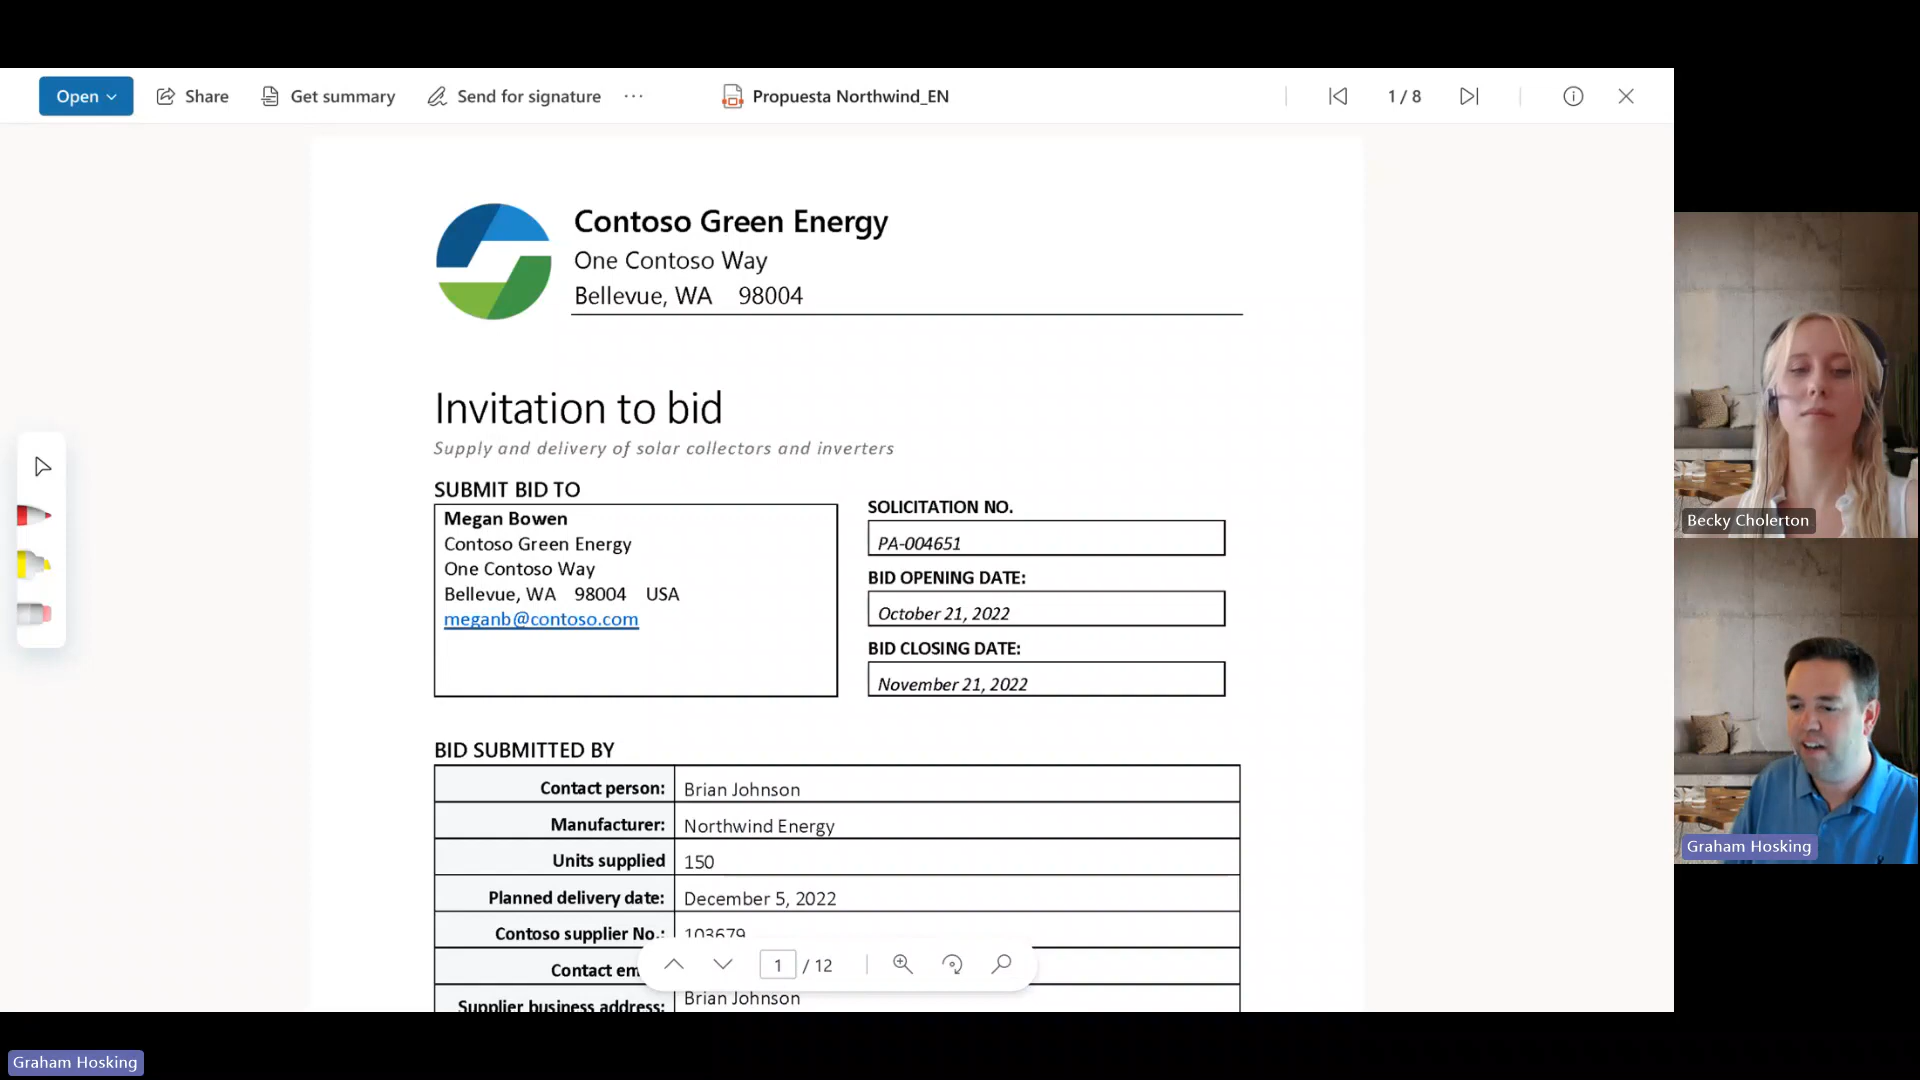 Open
Share
Get summary
Send for signature
Propuesta Northwind_EN
1 / 8
Contoso Green Energy
One Contoso Way
Bellevue, WA 98004
Invitation to bid
Supply and delivery of solar collectors and inverters
SUBMIT BID TO
Megan Bowen
Contoso Green Energy
One Contoso Way
Bellevue, WA 98004 USA
meganb@contoso.com
SOLICITATION NO.
PA-004651
BID OPENING DATE:
October 21, 2022
BID CLOSING DATE:
November 21, 2022
BID SUBMITTED BY
Contact person: Brian Johnson
Manufacturer: Northwind Energy
Units supplied 150
Planned delivery date: December 5, 2022
Contoso supplier No.: 103679
Contact em
Supplier business address: Brian Johnson
1 / 12
Becky Cholerton
Graham Hosking
Graham Hosking